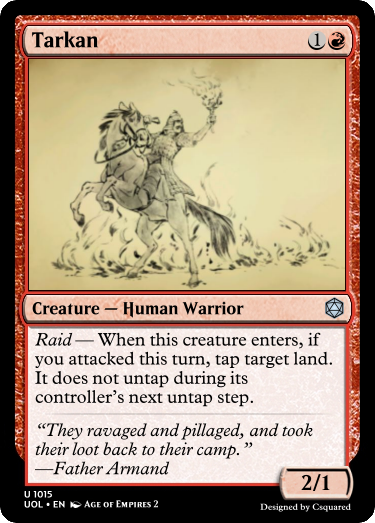 Tarkan
1
Creature — Human Warrior
Raid — When this creature enters, if
you attacked this turn, tap target land.
It does not untap during its
controller's next untap step.
“They ravaged and pillaged, and took
their loot back to their camp.”
—Father Armand
2/1
U 1015
UOL • EN Age of Empires 2
Designed by Csquared